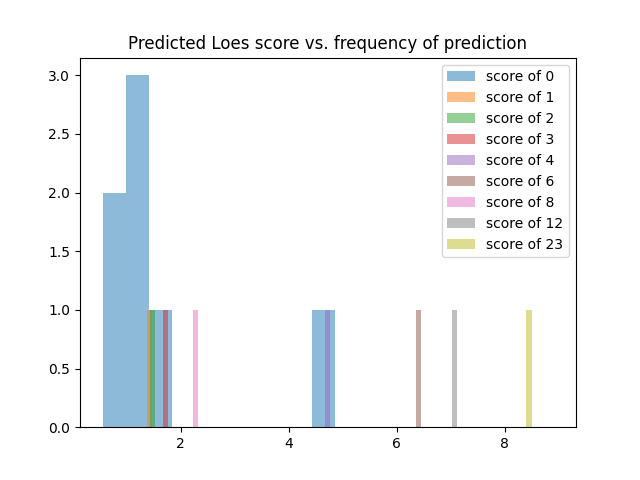 Predicted Loes score vs. frequency of prediction
3.0
2.5
2.0
1.5
1.0
0.5
0.0
2
4
6
8
score of 0
score of 1
score of 2
score of 3
score of 4
score of 6
score of 8
score of 12
score of 23